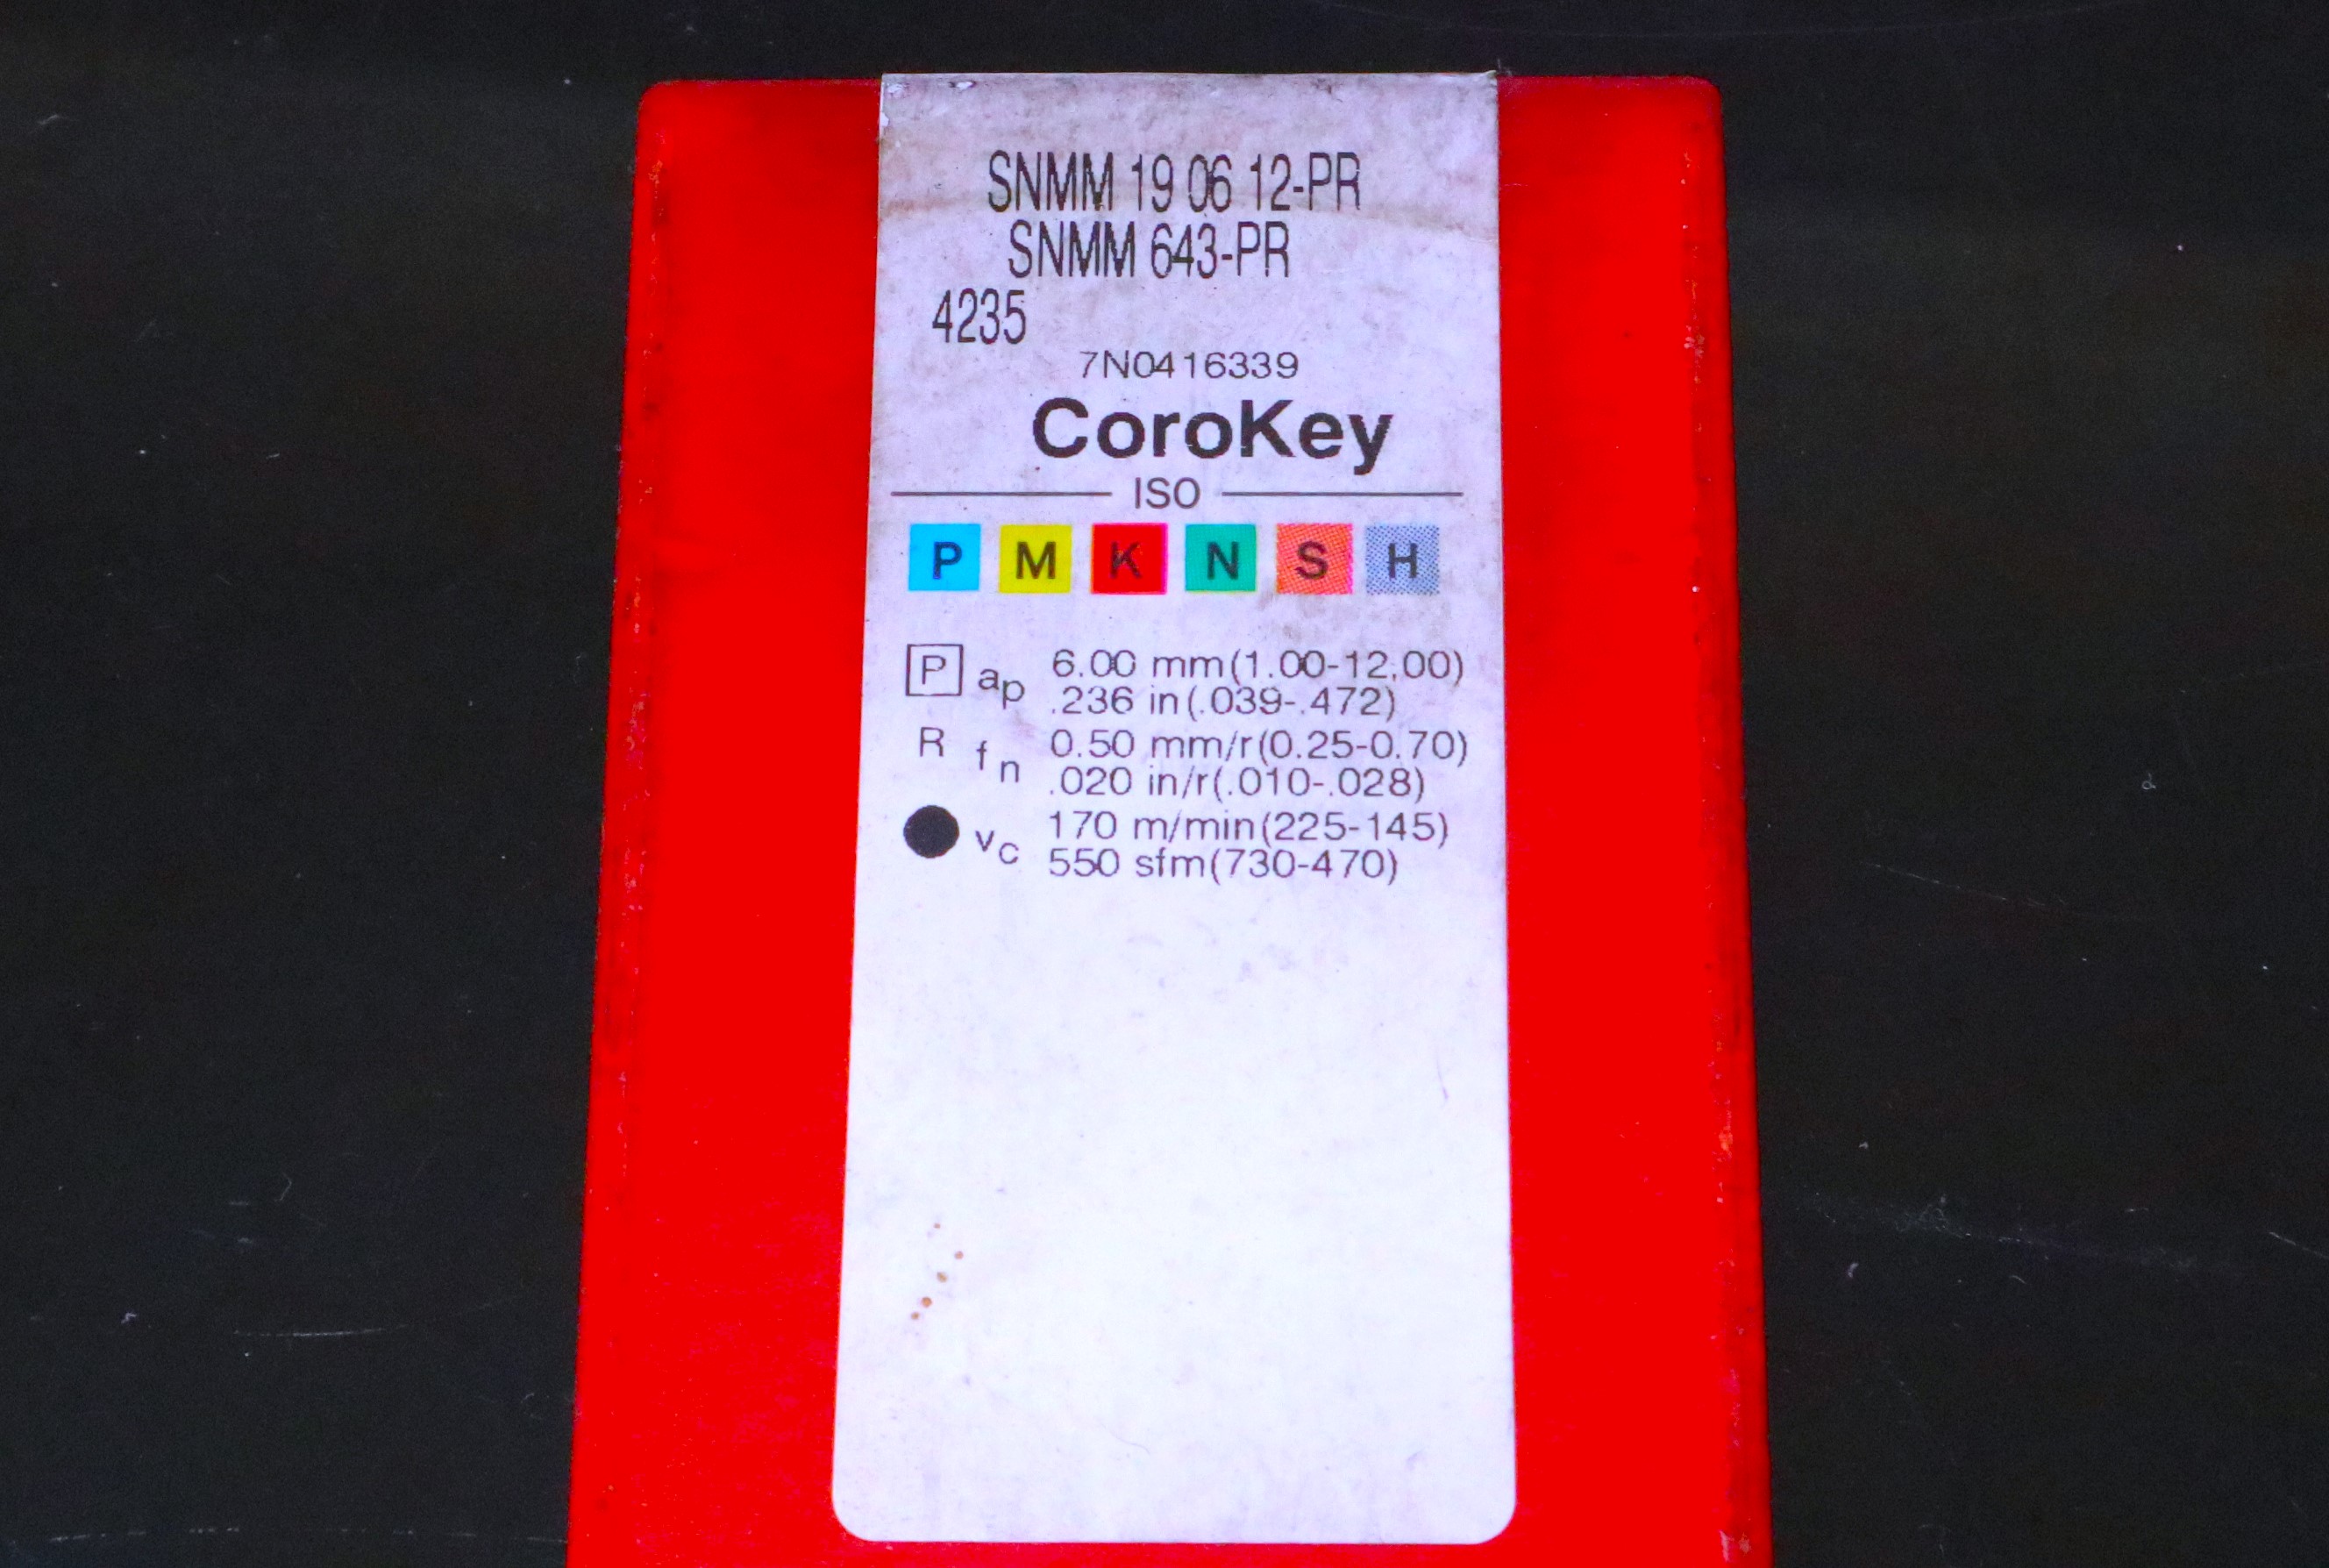 SNMM 19 06 12-PR
SNMM 643-PR
4235
7N0416339
CoroKey
ISO
P M K N S H
P ap 6.00 mm(1.00-12.00)
.236 in(.039-.472)
R fn 0.50 mm/r(0.25-0.70)
.020 in/r(.010-.028)
vc 170 m/min(225-145)
550 sfm(730-470)